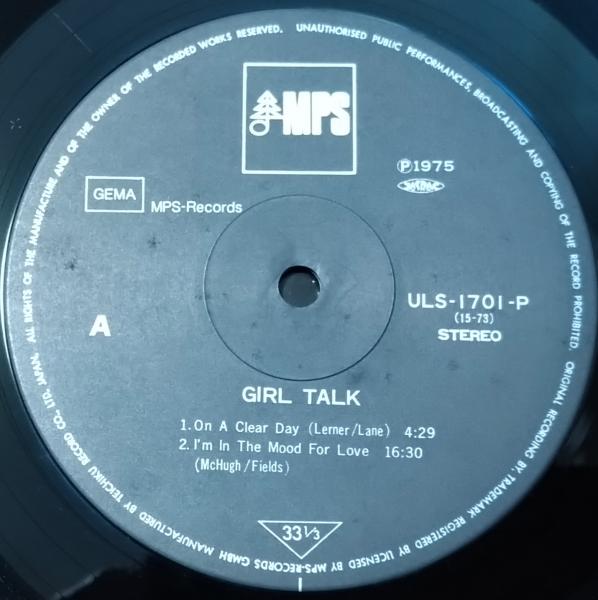 ALL RIGHTS OF THE MANUFACTURE AND OF THE OWNER OF THE RECORDED WORKS RESERVED. UNAUTHORISED PUBLIC PERFORMANCES, BROADCASTING AND COPYING OF THE RECORD PROHIBITED. ORIGINAL RECORDING BY, TRADEMARK REGISTERED BY, LICENSED BY MPS-RECORDS GMBH MANUFACTURED BY TEICHIKU RECORD CO., LTD. JAPAN.
MPS
Ⓟ1975
GEMA
MPS-Records
ULS-1701-P
(15-73)
A
STEREO
GIRL TALK
1. On A Clear Day (Lerner/Lane) 4:29
2. I'm In The Mood For Love 16:30
(McHugh/Fields)
33 1/3